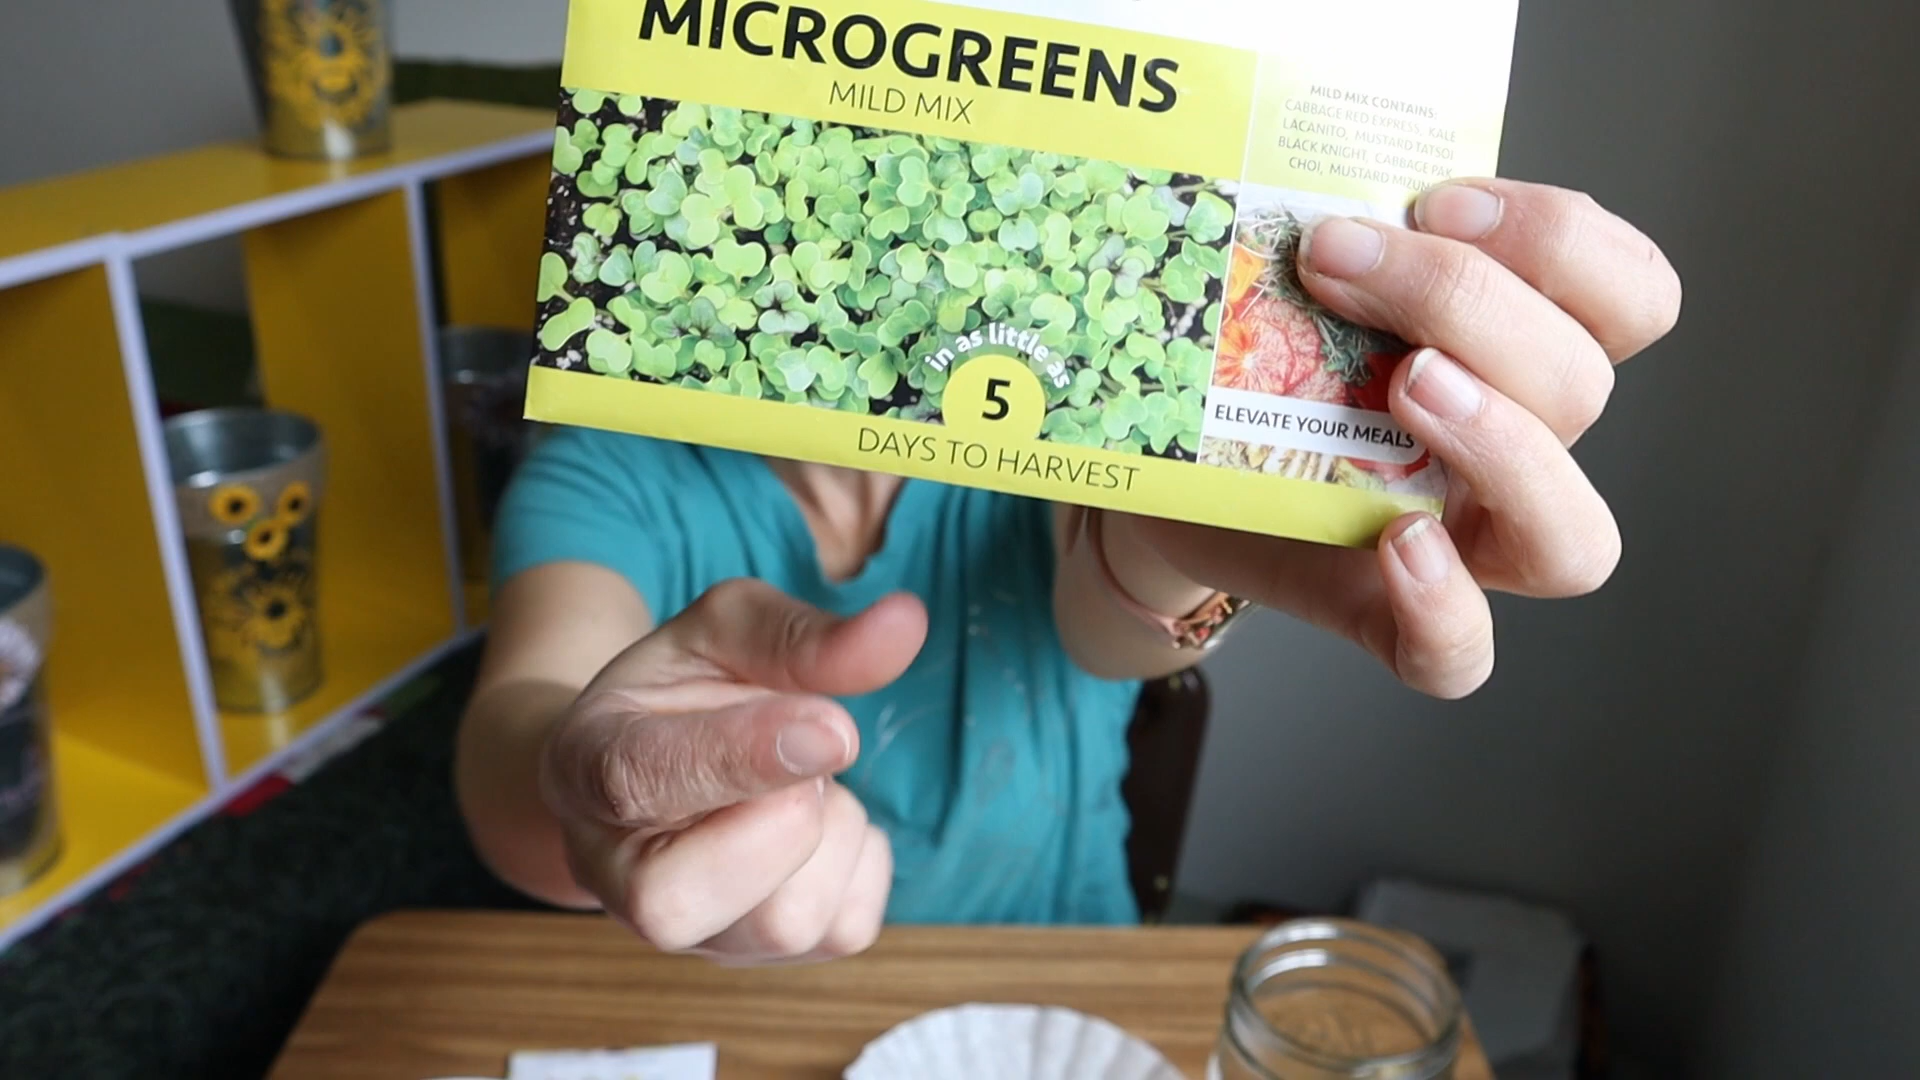 MICROGREENS
MILD MIX
MILD MIX CONTAINS:
CABBAGE RED EXPRESS, KALE
LACANITO, MUSTARD TATSOI
BLACK KNIGHT, CABBAGE PAK
CHOI, MUSTARD
in as little as
5
DAYS TO HARVEST
ELEVATE YOUR MEALS